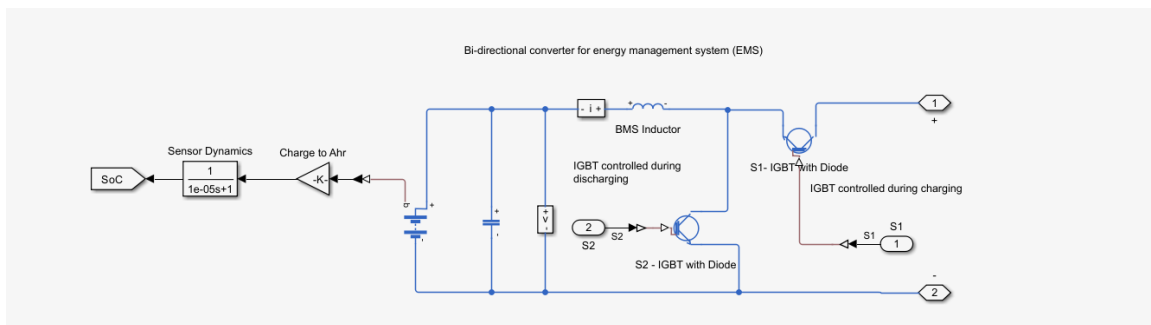 Bi-directional converter for energy management system (EMS)
- i +
+ -
1
+
BMS Inductor
Sensor Dynamics
Charge to Ahr
IGBT controlled during
discharging
S1- IGBT with Diode
IGBT controlled during charging
SoC
1
1e-05s+1
-K-
q
+
-
+
-
+ v -
2
S2
S2
S1
S1
1
S2 - IGBT with Diode
-
2